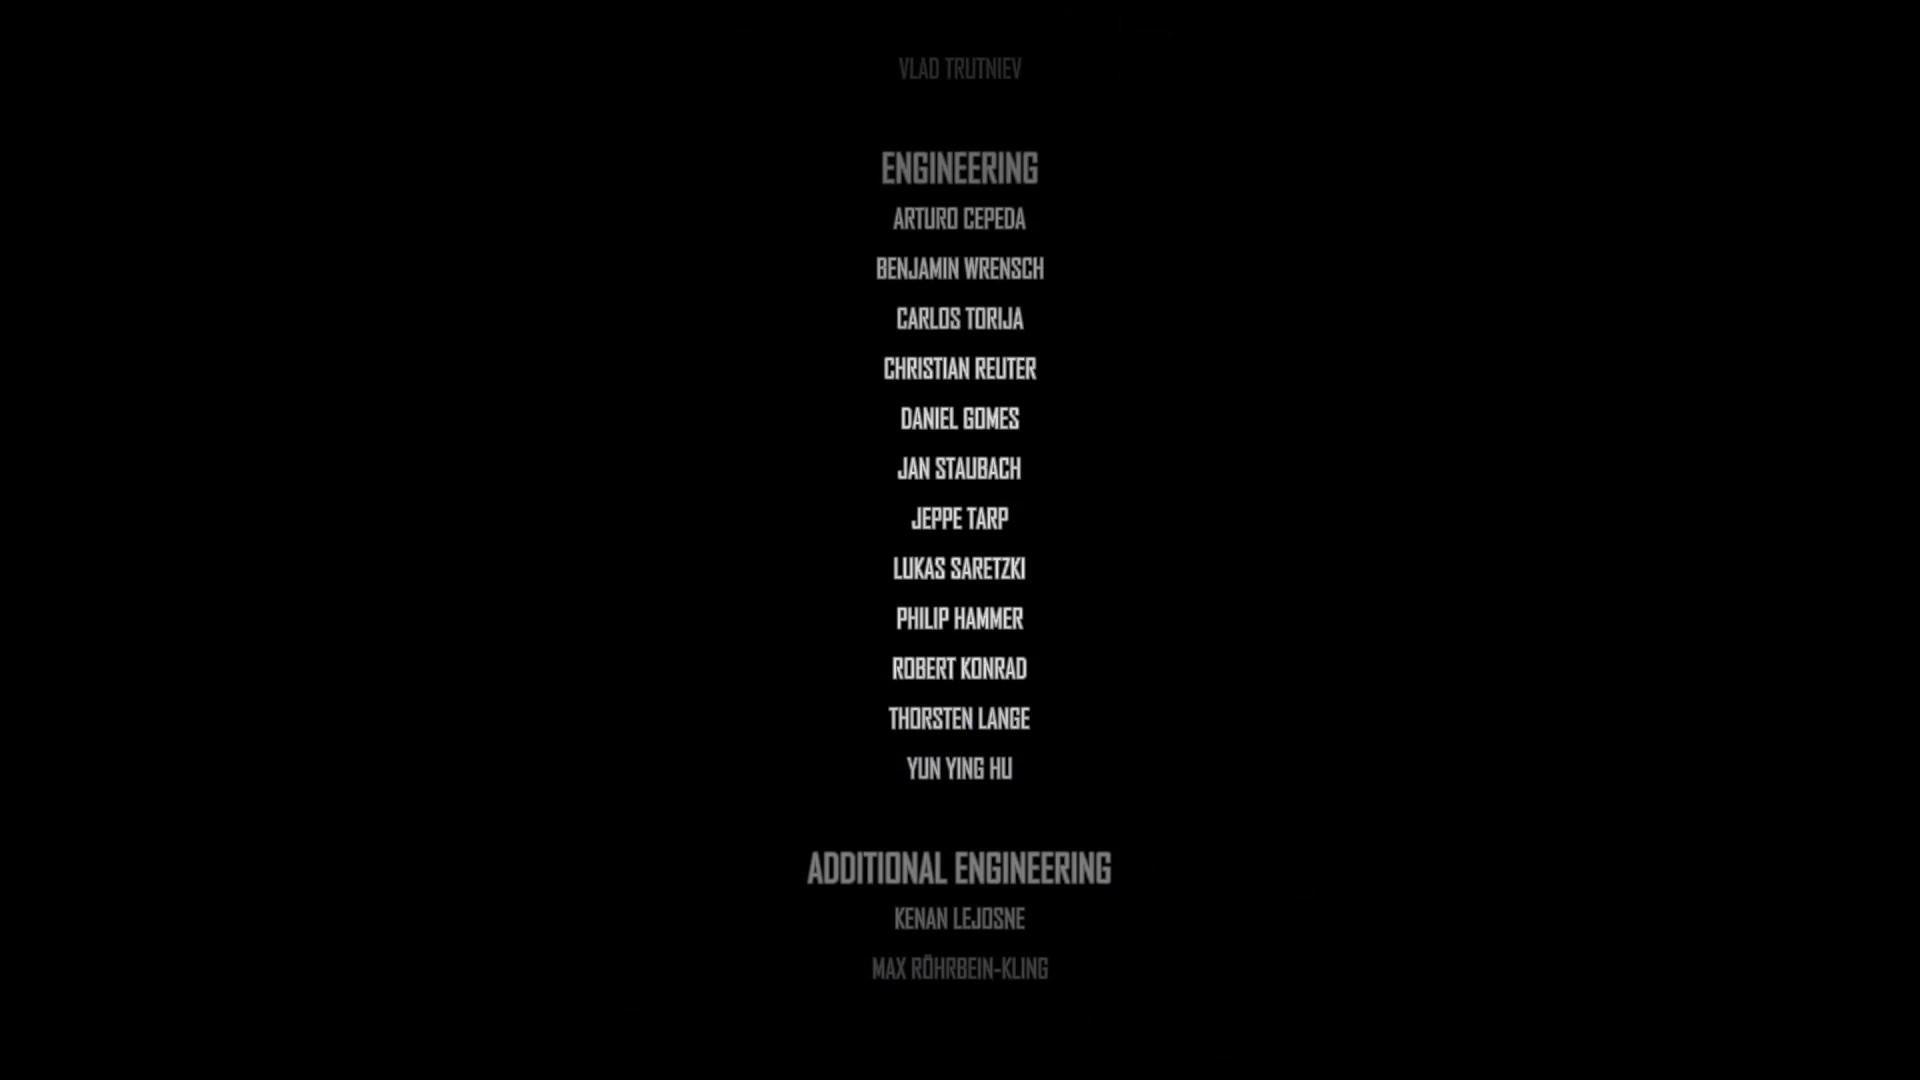 VLAD TRUTNIEV
ENGINEERING
ARTURO CEPEDA
BENJAMIN WRENSCH
CARLOS TORIJA
CHRISTIAN REUTER
DANIEL GOMES
JAN STAUBACH
JEPPE TARP
LUKAS SARETZKI
PHILIP HAMMER
ROBERT KONRAD
THORSTEN LANGE
YUN YING HU
ADDITIONAL ENGINEERING
KENAN LEJOSNE
MAX RÖHRBEIN-KLING